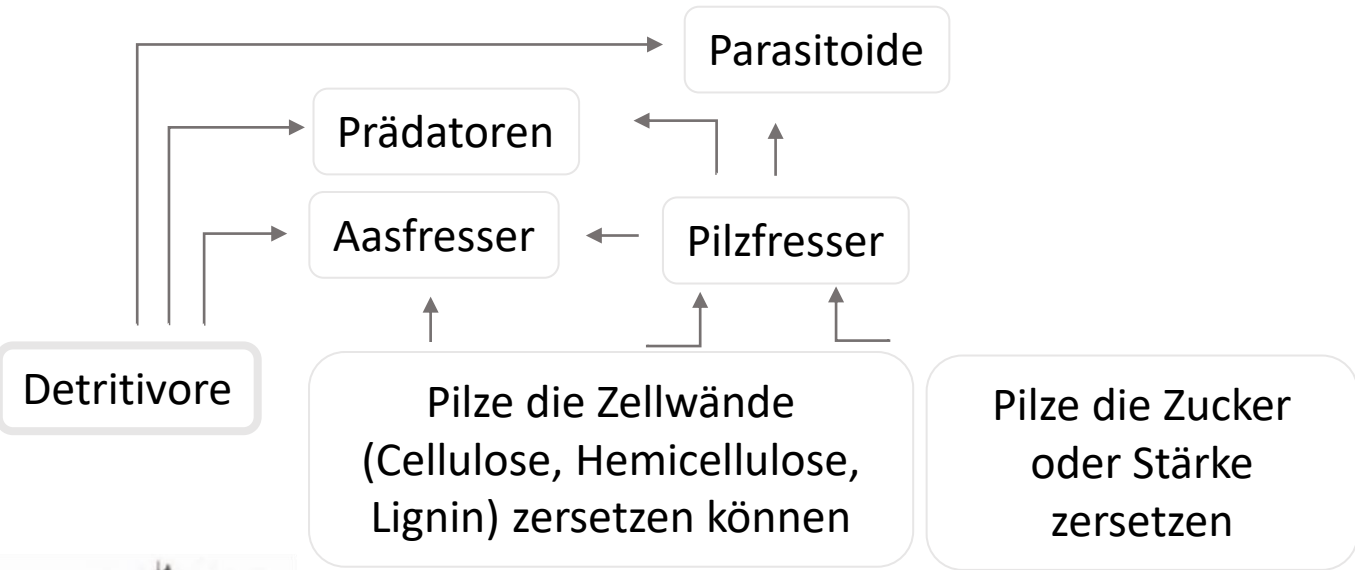 Parasitoide
Prädatoren
Aasfresser
Pilzfresser
Detritivore
Pilze die Zellwände
(Cellulose, Hemicellulose,
Lignin) zersetzen können
Pilze die Zucker
oder Stärke
zersetzen